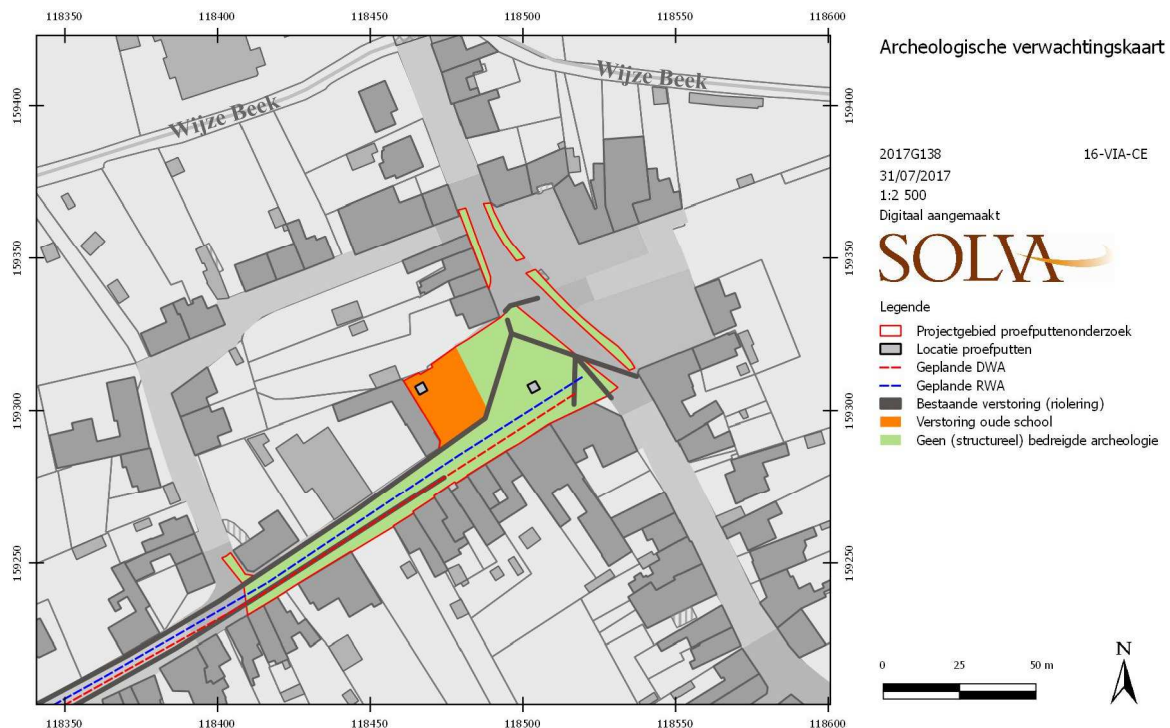 118350 118400 118450 118500 118550 118600
Archeologische verwachtingskaart
Wijze Beek
Wijze Beek
159400
159400
2017G138 16-VIA-CE
31/07/2017
1:2 500
Digitaal aangemaakt
SOLVA
159350
159350
Legende
Projectgebied proefputtenonderzoek
Locatie proefputten
Geplande DWA
Geplande RWA
Bestaande verstoring (riolering)
Verstoring oude school
Geen (structureel) bedreigde archeologie
159300
159300
159250
159250
N
0 25 50 m
118350 118400 118450 118500 118550 118600